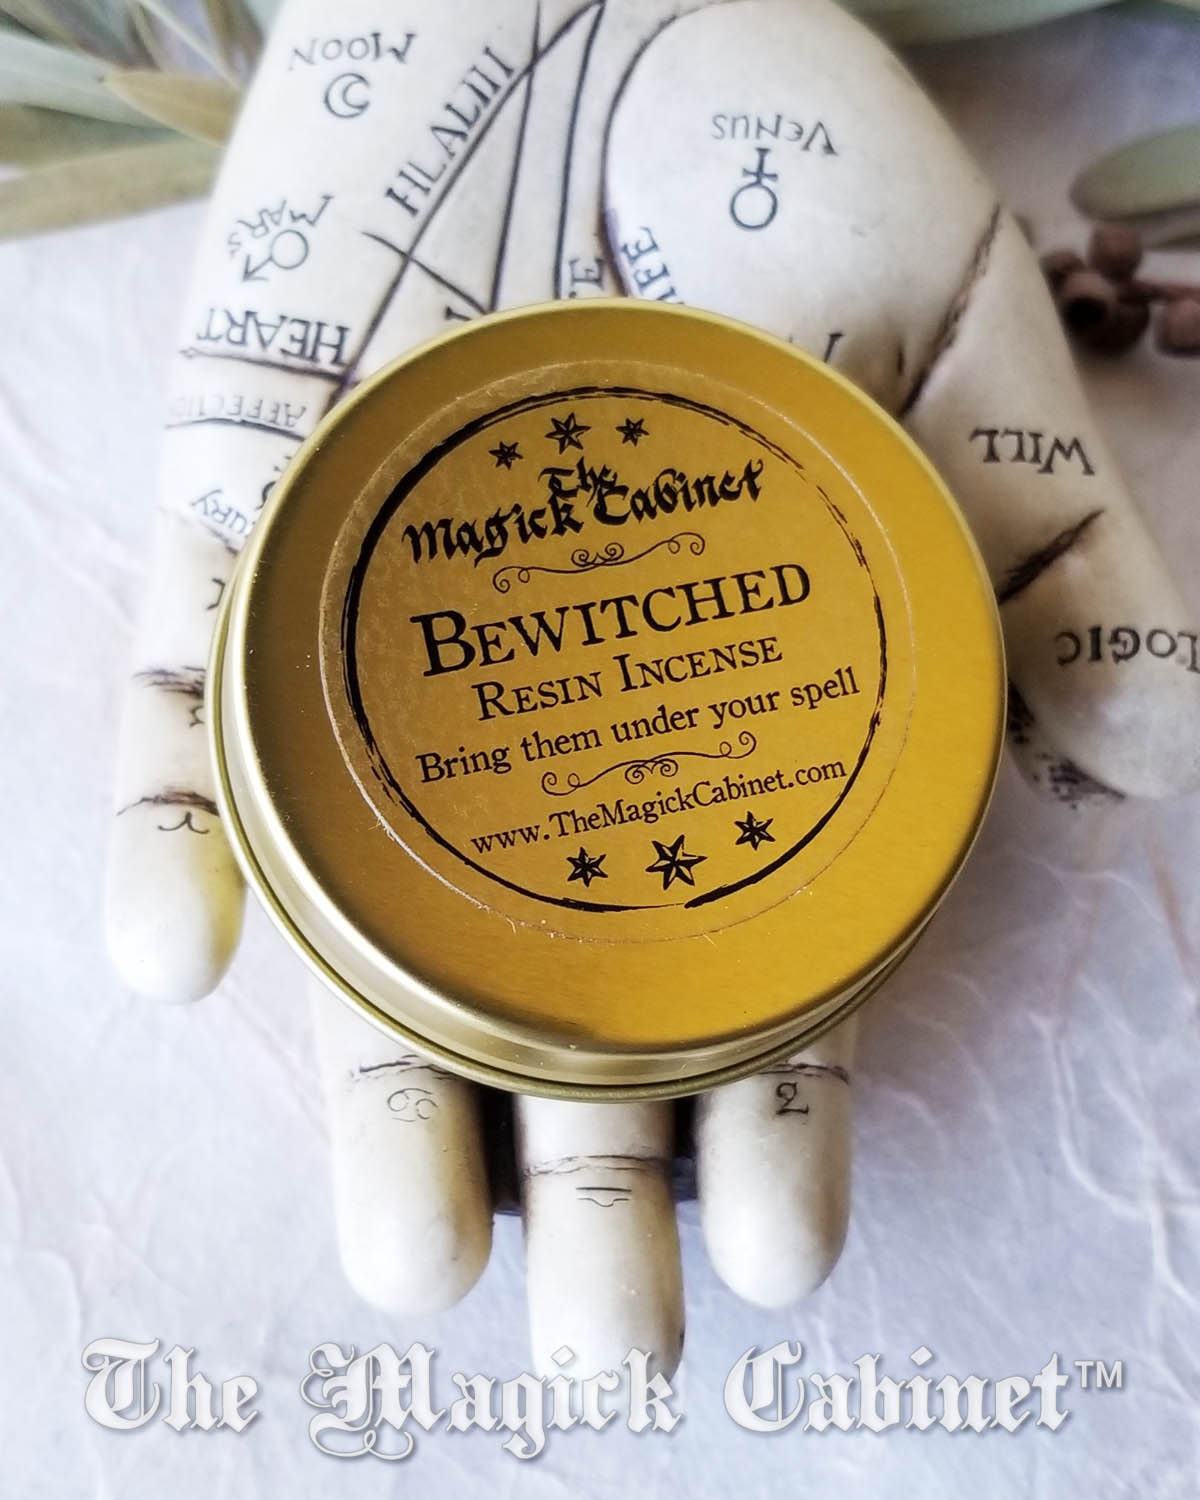 MOON
VENUS
MARS
HEART
WILL
LOGIC
The
Magick Cabinet
BEWITCHED
RESIN INCENSE
Bring them under your spell
www.TheMagickCabinet.com
The Magick Cabinet™